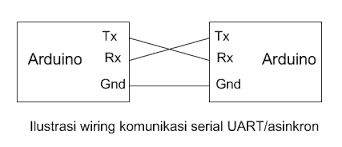 Arduino
Tx
Rx
Gnd
Tx
Rx
Gnd
Arduino
Ilustrasi wiring komunikasi serial UART/asinkron